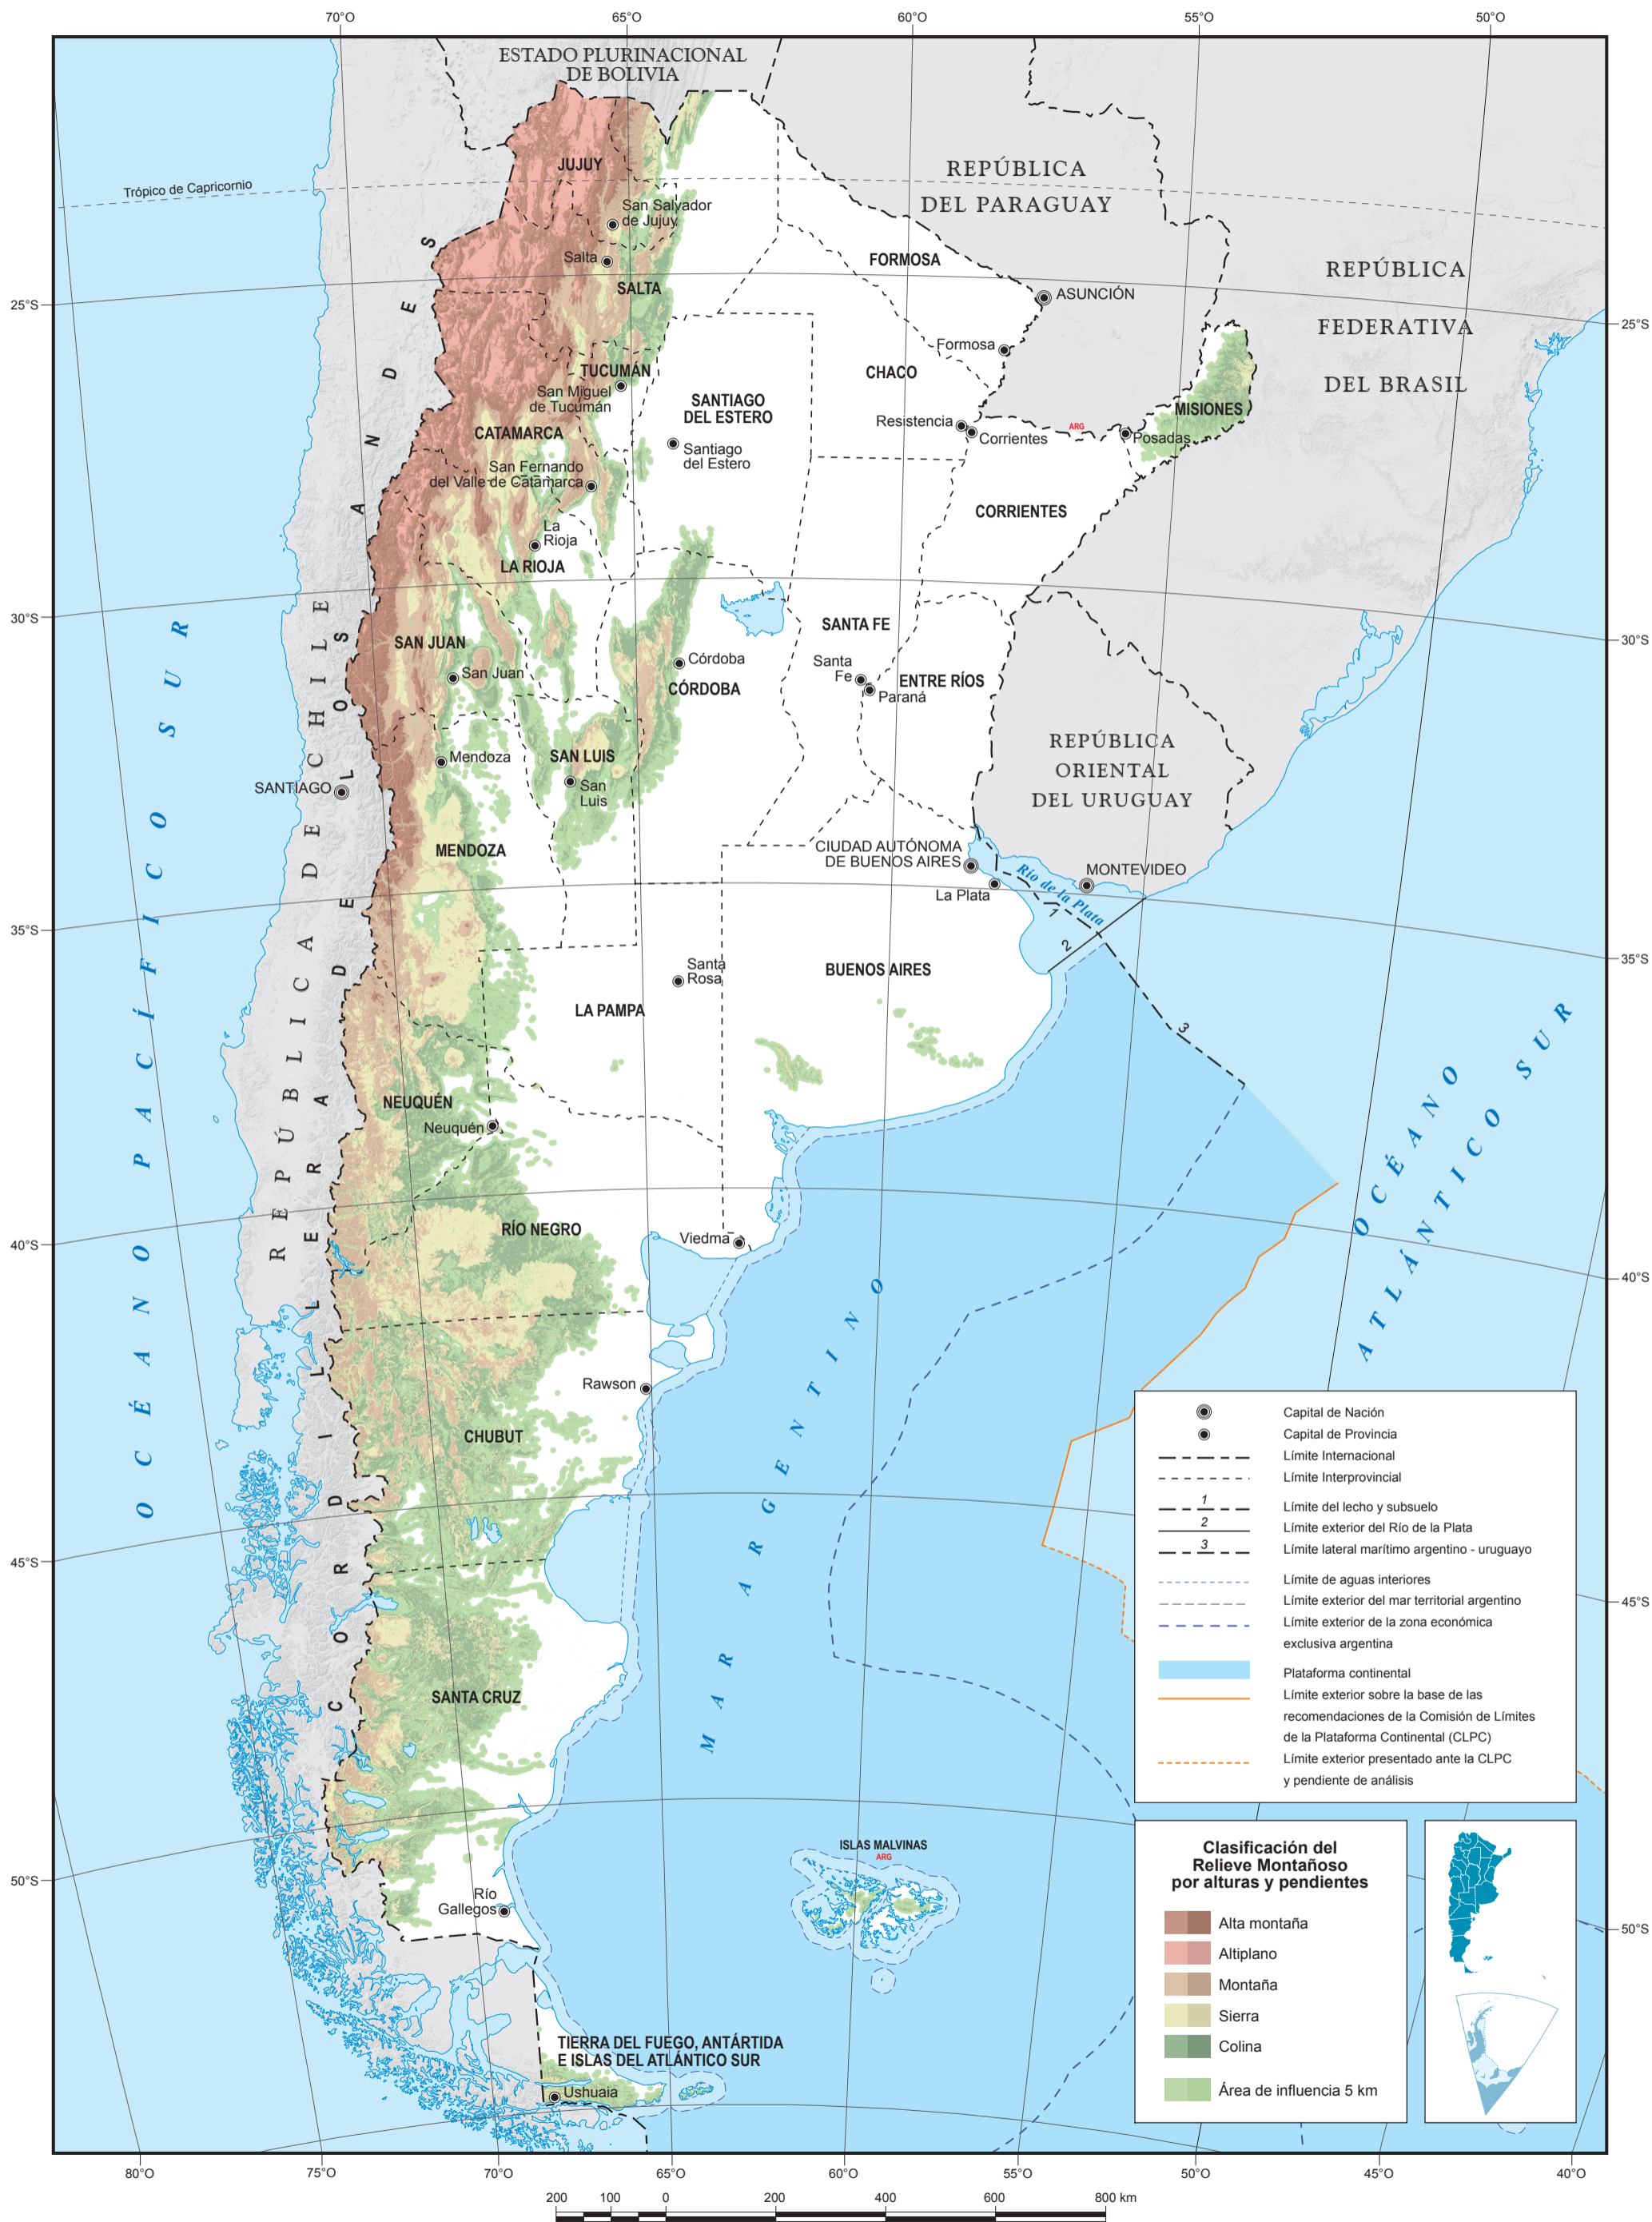 70°O
65°O
60°O
55°O
50°O
ESTADO PLURINACIONAL
DE BOLIVIA
REPÚBLICA
DEL PARAGUAY
REPÚBLICA
FEDERATIVA
DEL BRASIL
Trópico de Capricornio
JUJUY
San Salvador
de Jujuy
Salta
SALTA
FORMOSA
ASUNCIÓN
25°S
25°S
Formosa
CHACO
TUCUMÁN
San Miguel
de Tucumán
SANTIAGO
DEL ESTERO
Santiago
del Estero
Resistencia
Corrientes
ARG
Posadas
MISIONES
CATAMARCA
San Fernando
del Valle de Catamarca
CORRIENTES
La
Rioja
LA RIOJA
30°S
30°S
SAN JUAN
San Juan
Córdoba
CÓRDOBA
SANTA FE
Santa
Fe
Paraná
ENTRE RÍOS
REPÚBLICA
ORIENTAL
DEL URUGUAY
Mendoza
SAN LUIS
San
Luis
SANTIAGO
MENDOZA
CIUDAD AUTÓNOMA
DE BUENOS AIRES
La Plata
MONTEVIDEO
Río de la Plata
1
2
3
35°S
35°S
Santa
Rosa
LA PAMPA
BUENOS AIRES
NEUQUÉN
Neuquén
RÍO NEGRO
Viedma
40°S
40°S
Rawson
CHUBUT
45°S
45°S
SANTA CRUZ
50°S
50°S
Río
Gallegos
ISLAS MALVINAS
ARG
TIERRA DEL FUEGO, ANTÁRTIDA
E ISLAS DEL ATLÁNTICO SUR
Ushuaia
OCÉANO PACÍFICO SUR
REPÚBLICA DE CHILE
CORDILLERA DE LOS ANDES
MAR ARGENTINO
OCÉANO
ATLÁNTICO SUR
Capital de Nación
Capital de Provincia
Límite Internacional
Límite Interprovincial
1 Límite del lecho y subsuelo
2 Límite exterior del Río de la Plata
3 Límite lateral marítimo argentino - uruguayo
Límite de aguas interiores
Límite exterior del mar territorial argentino
Límite exterior de la zona económica
exclusiva argentina
Plataforma continental
Límite exterior sobre la base de las
recomendaciones de la Comisión de Límites
de la Plataforma Continental (CLPC)
Límite exterior presentado ante la CLPC
y pendiente de análisis
Clasificación del
Relieve Montañoso
por alturas y pendientes
Alta montaña
Altiplano
Montaña
Sierra
Colina
Área de influencia 5 km
80°O
75°O
70°O
65°O
60°O
55°O
50°O
45°O
40°O
200
100
0
200
400
600
800 km